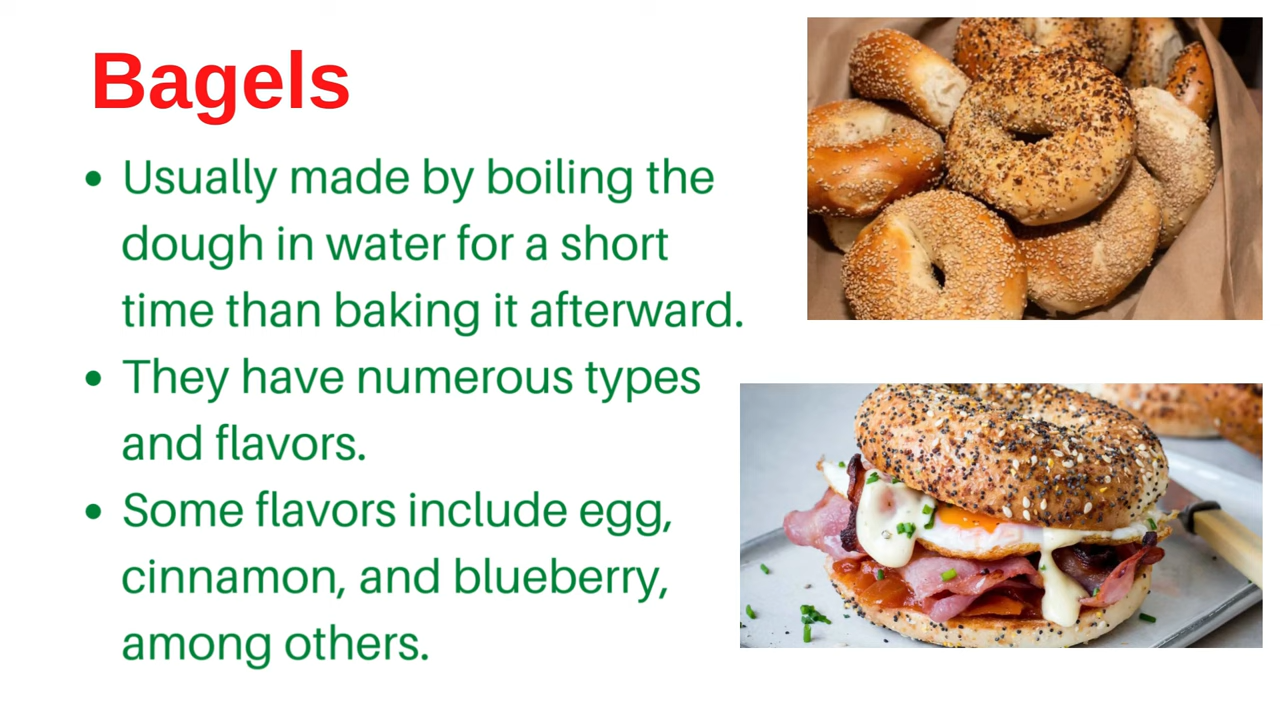 Bagels
• Usually made by boiling the
dough in water for a short
time than baking it afterward.
• They have numerous types
and flavors.
• Some flavors include egg,
cinnamon, and blueberry,
among others.